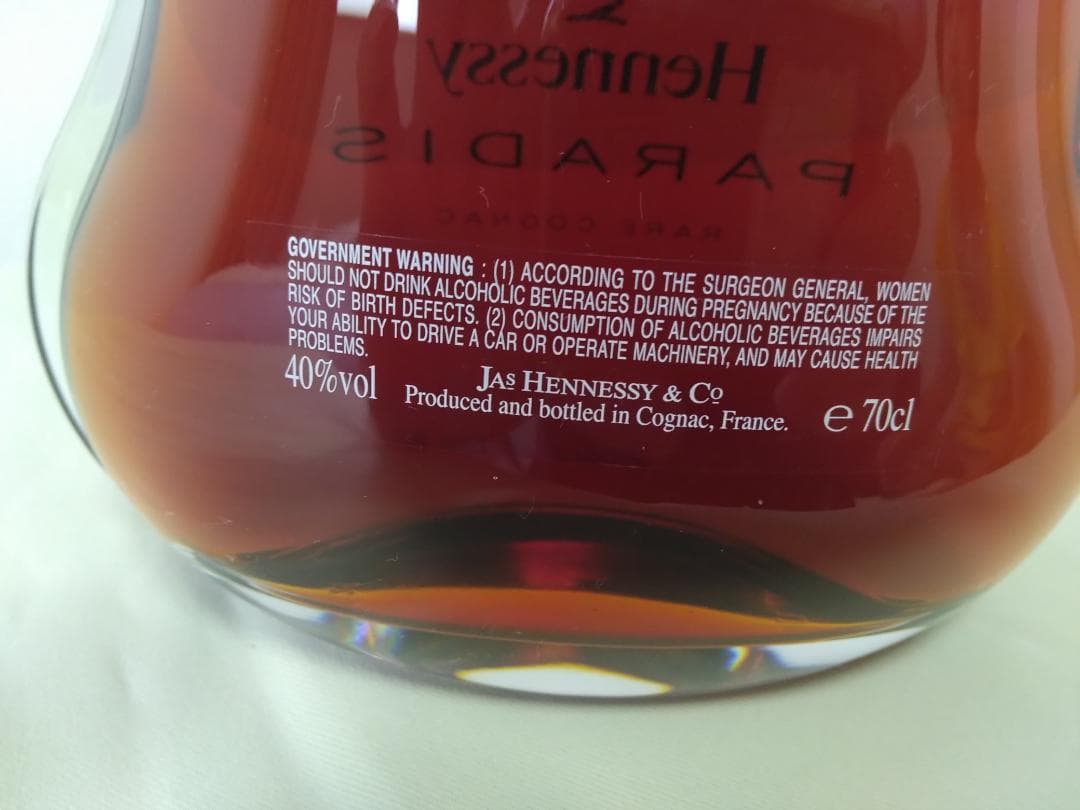 Hennessy
PARADIS
RARE COGNAC
GOVERNMENT WARNING : (1) ACCORDING TO THE SURGEON GENERAL, WOMEN
SHOULD NOT DRINK ALCOHOLIC BEVERAGES DURING PREGNANCY BECAUSE OF THE
RISK OF BIRTH DEFECTS. (2) CONSUMPTION OF ALCOHOLIC BEVERAGES IMPAIRS
YOUR ABILITY TO DRIVE A CAR OR OPERATE MACHINERY, AND MAY CAUSE HEALTH
PROBLEMS.
40%vol JAS HENNESSY & Cº
Produced and bottled in Cognac, France. ℮ 70cl